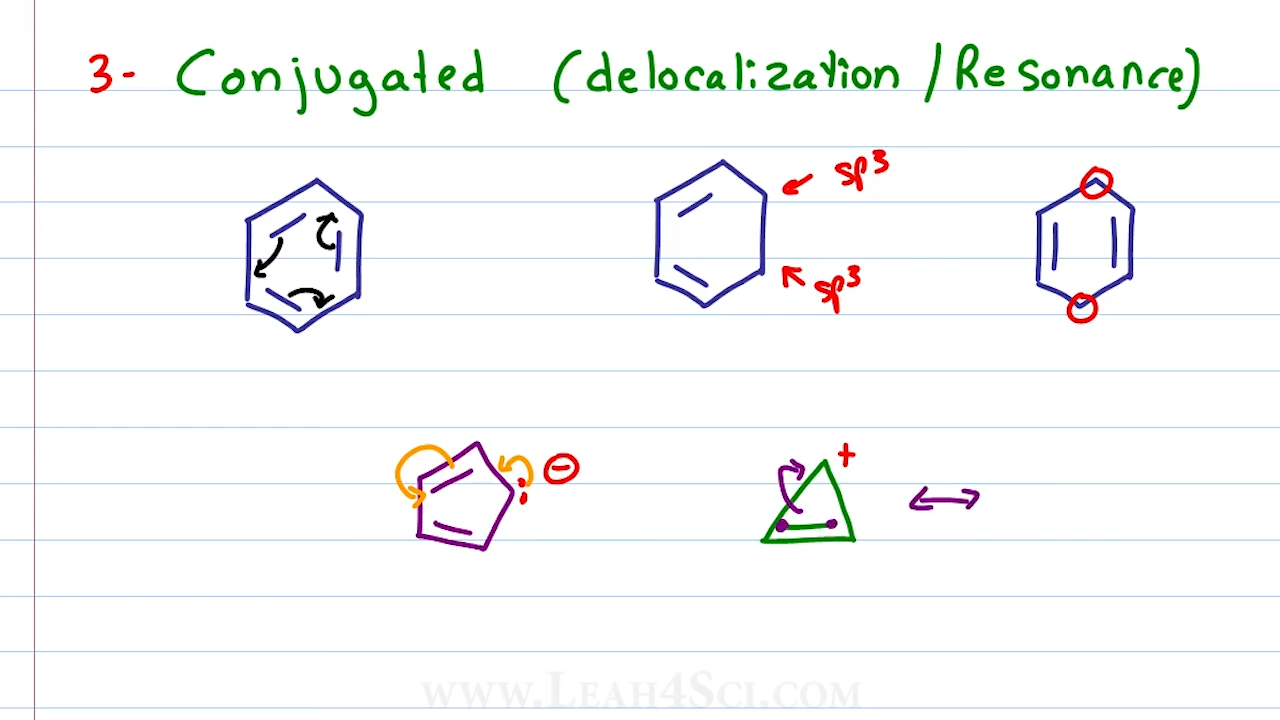 3- Conjugated (delocalization / Resonance)
sp³
sp³
⊖
:
+
www.Leah4Sci.com